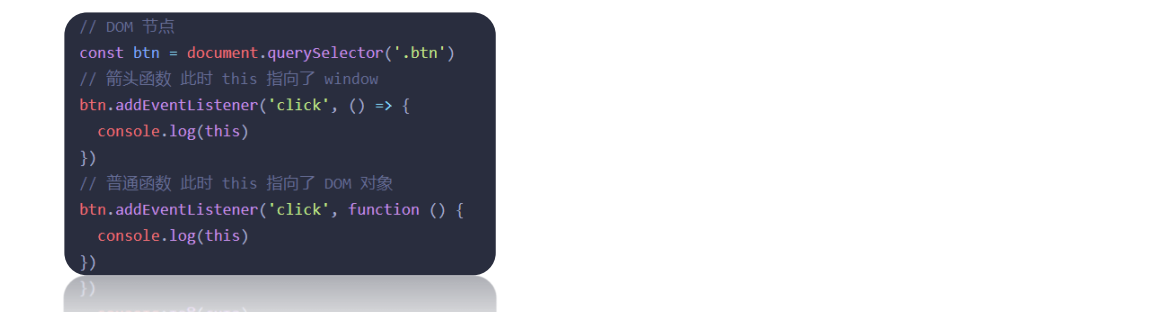 // DOM 节点
const btn = document.querySelector('.btn')
// 箭头函数 此时 this 指向了 window
btn.addEventListener('click', () => {
  console.log(this)
})
// 普通函数 此时 this 指向了 DOM 对象
btn.addEventListener('click', function () {
  console.log(this)
})
})